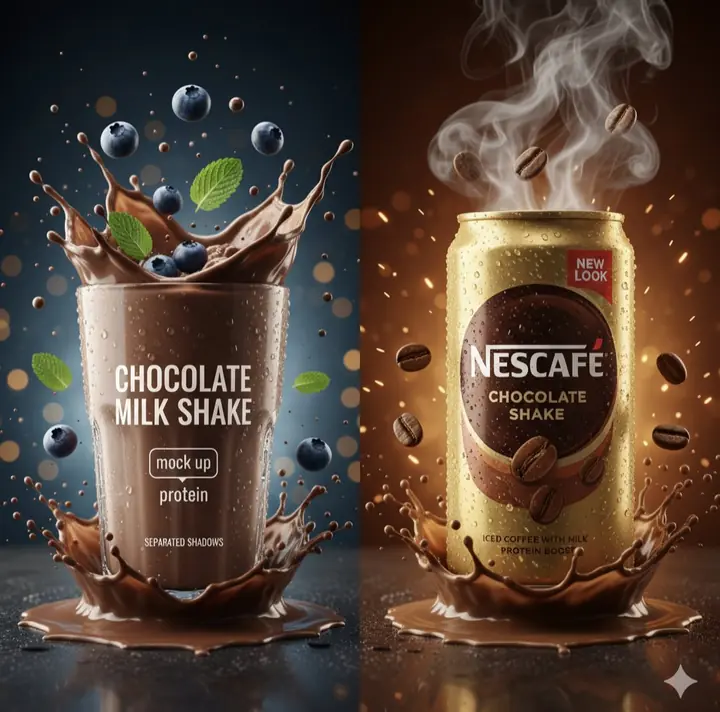 CHOCOLATE
MILK SHAKE
mock up
protein
SEPARATED SHADOWS
NEW
LOOK
NESCAFÉ
CHOCOLATE
SHAKE
ICED COFFEE WITH MILK
PROTEIN BOOST